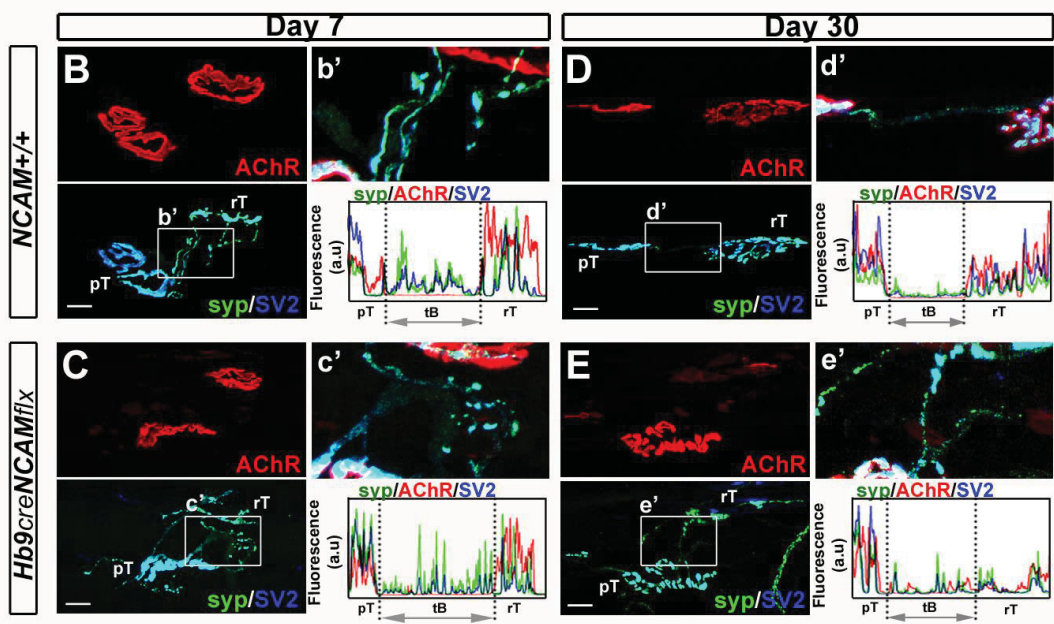 Day 7
Day 30
NCAM+/+
B
AChR
b'
D
AChR
d'
b'
rT
pT
syp/SV2
syp/AChR/SV2
Fluorescence
(a.u)
pT
tB
rT
d'
rT
pT
syp/SV2
syp/AChR/SV2
Fluorescence
(a.u)
pT
tB
rT
Hb9creNCAMflx
C
AChR
c'
E
AChR
e'
c'
rT
pT
syp/SV2
syp/AChR/SV2
Fluorescence
(a.u)
pT
tB
rT
e'
rT
pT
syp/SV2
syp/AChR/SV2
Fluorescence
(a.u)
pT
tB
rT